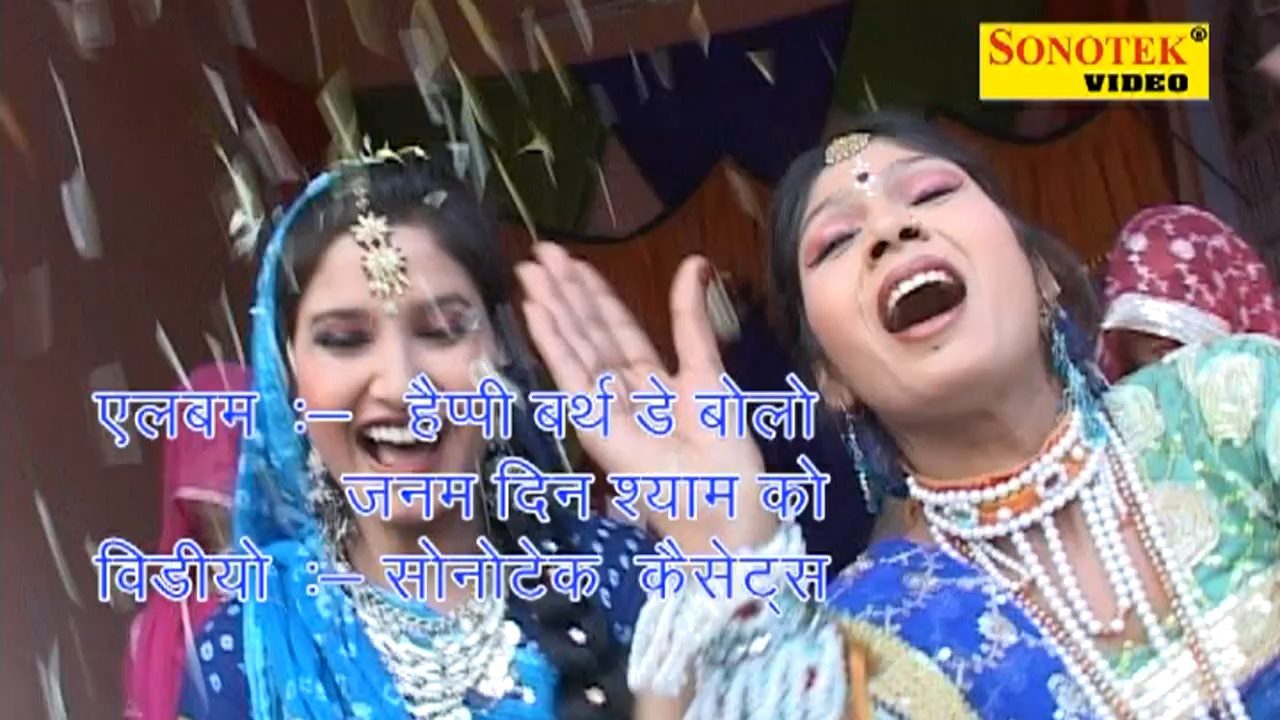 SONOTEK®
VIDEO
एलबम :– हैप्पी बर्थ डे बोलो
जनम दिन श्याम को
विडीयो :– सोनोटेक कैसेट्स